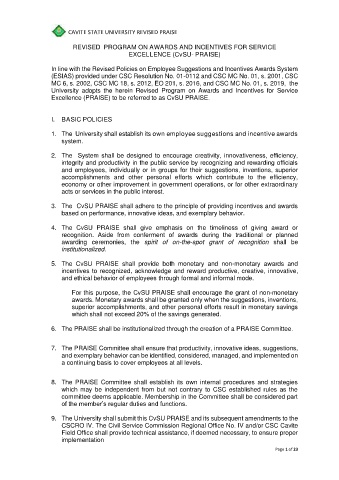 CAVITE STATE UNIVERSITY REVISED PRAISE
REVISED PROGRAM ON AWARDS AND INCENTIVES FOR SERVICE
EXCELLENCE (CvSU- PRAISE)
In line with the Revised Policies on Employee Suggestions and Incentives Awards System
(ESIAS) provided under CSC Resolution No. 01-0112 and CSC MC No. 01, s. 2001, CSC
MC 6, s. 2002, CSC MC 18, s. 2012, EO 201, s. 2016, and CSC MC No. 01, s. 2019, the
University adopts the herein Revised Program on Awards and Incentives for Service
Excellence (PRAISE) to be referred to as CvSU PRAISE.
I. BASIC POLICIES
1. The University shall establish its own employee suggestions and incentive awards
system.
2. The System shall be designed to encourage creativity, innovativeness, efficiency,
integrity and productivity in the public service by recognizing and rewarding officials
and employees, individually or in groups for their suggestions, inventions, superior
accomplishments and other personal efforts which contribute to the efficiency,
economy or other improvement in government operations, or for other extraordinary
acts or services in the public interest.
3. The CvSU PRAISE shall adhere to the principle of providing incentives and awards
based on performance, innovative ideas, and exemplary behavior.
4. The CvSU PRAISE shall give emphasis on the timeliness of giving award or
recognition. Aside from conferment of awards during the traditional or planned
awarding ceremonies, the spirit of on-the-spot grant of recognition shall be
institutionalized.
5. The CvSU PRAISE shall provide both monetary and non-monetary awards and
incentives to recognized, acknowledge and reward productive, creative, innovative,
and ethical behavior of employees through formal and informal mode.
For this purpose, the CvSU PRAISE shall encourage the grant of non-monetary
awards. Monetary awards shall be granted only when the suggestions, inventions,
superior accomplishments, and other personal efforts result in monetary savings
which shall not exceed 20% of the savings generated.
6. The PRAISE shall be institutionalized through the creation of a PRAISE Committee.
7. The PRAISE Committee shall ensure that productivity, innovative ideas, suggestions,
and exemplary behavior can be identified, considered, managed, and implemented on
a continuing basis to cover employees at all levels.
8. The PRAISE Committee shall establish its own internal procedures and strategies
which may be independent from but not contrary to CSC established rules as the
committee deems applicable. Membership in the Committee shall be considered part
of the member's regular duties and functions.
9. The University shall submit this CvSU PRAISE and its subsequent amendments to the
CSCRO IV. The Civil Service Commission Regional Office No. IV and/or CSC Cavite
Field Office shall provide technical assistance, if deemed necessary, to ensure proper
implementation
Page 1 of 23